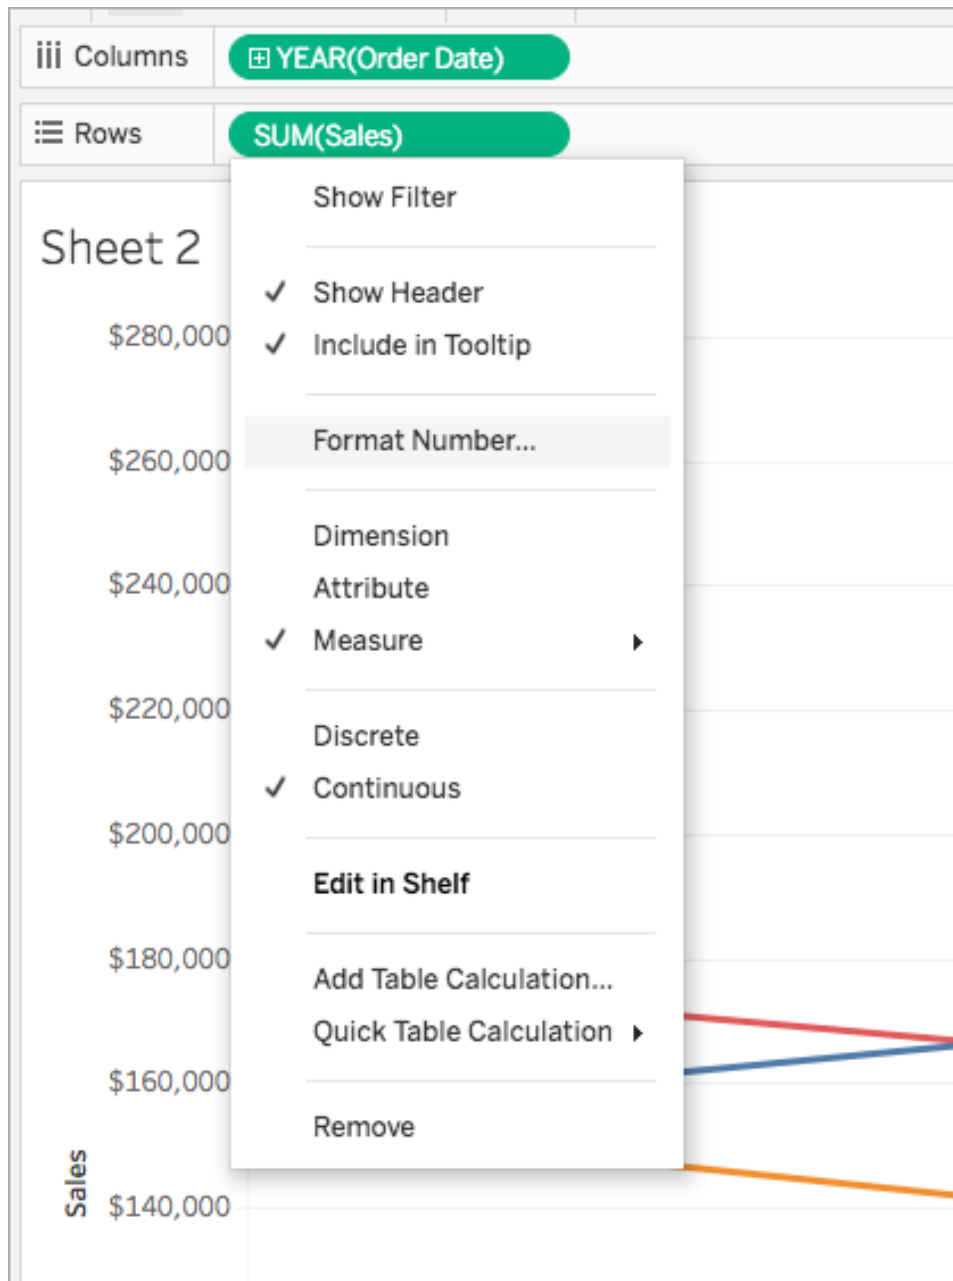 Columns
YEAR(Order Date)
Rows
SUM(Sales)
Sheet 2
Show Filter
Show Header
Include in Tooltip
Format Number...
Dimension
Attribute
Measure
Discrete
Continuous
Edit in Shelf
Add Table Calculation...
Quick Table Calculation
Remove
$280,000
$260,000
$240,000
$220,000
$200,000
$180,000
$160,000
$140,000
Sales